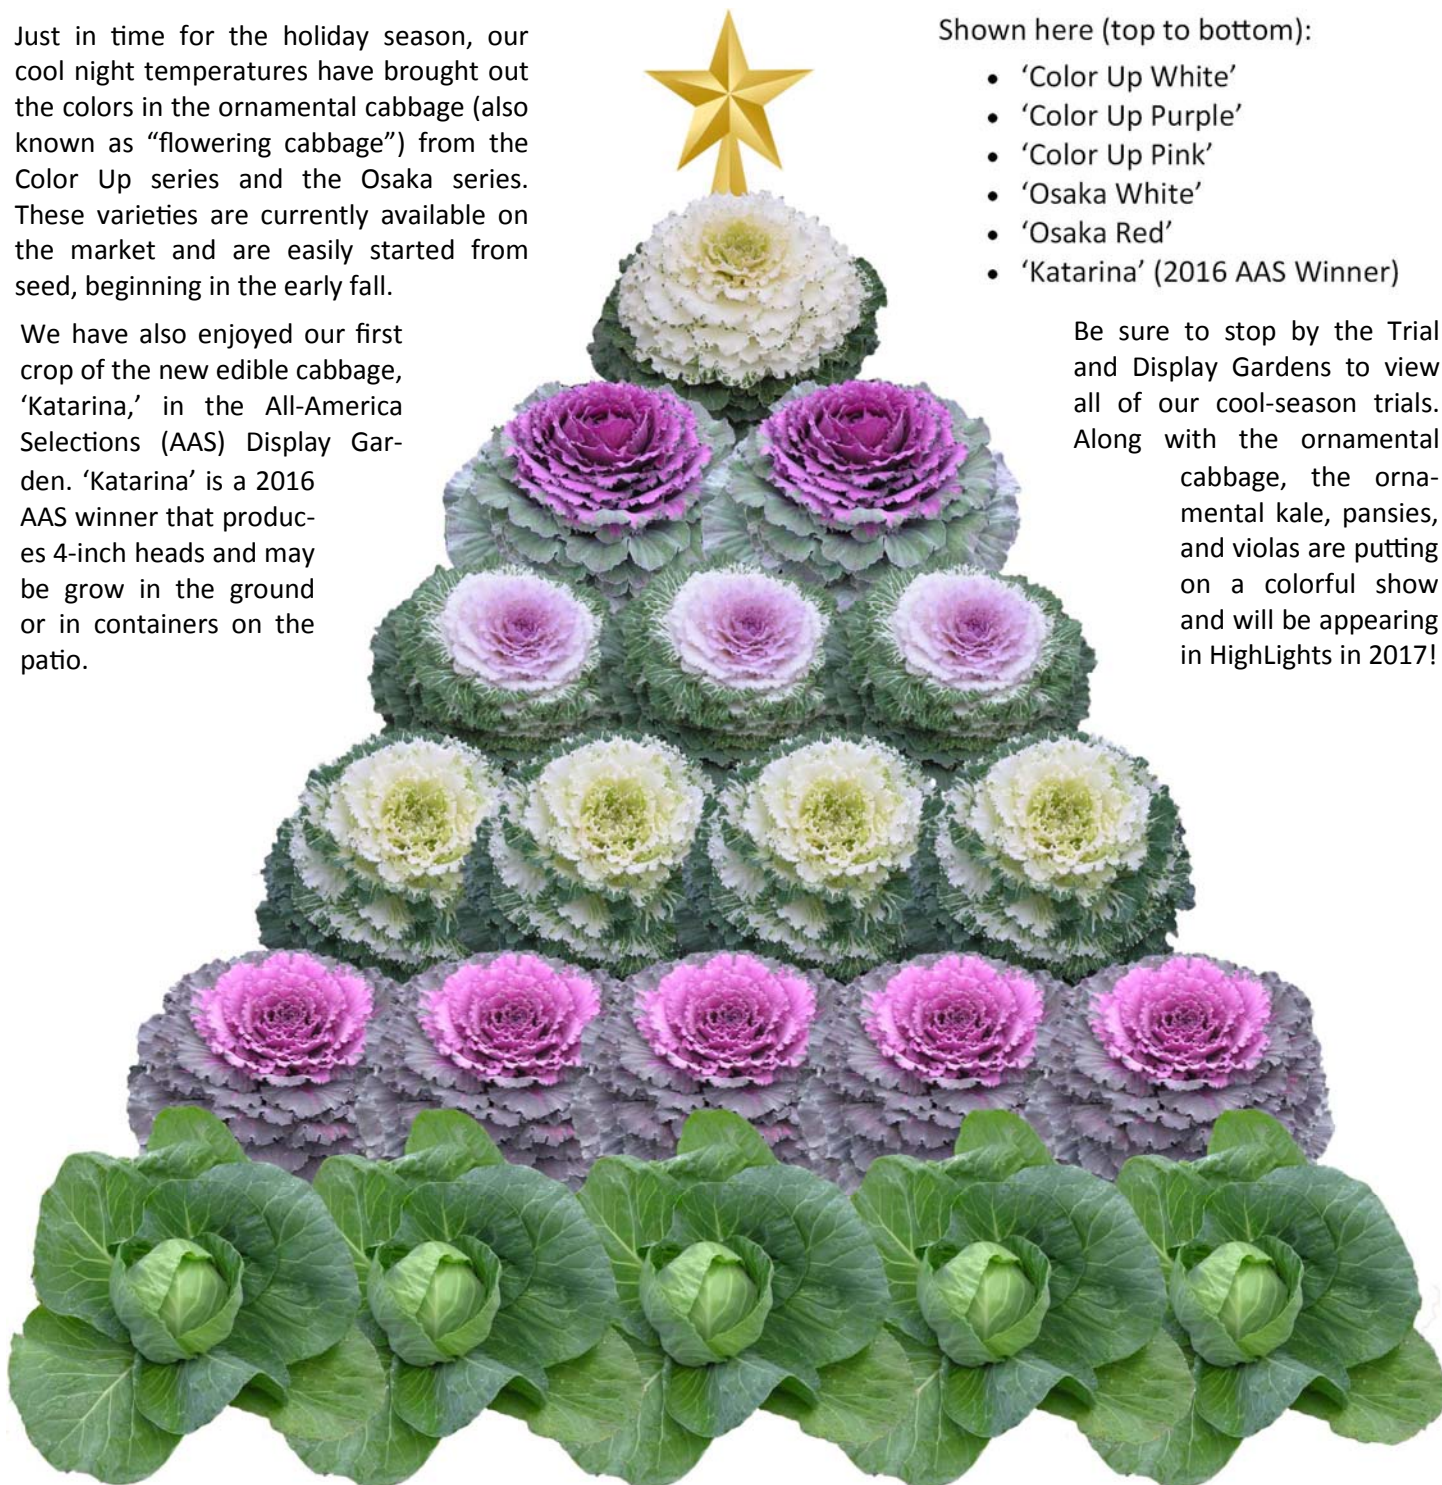 Just in time for the holiday season, our
cool night temperatures have brought out
the colors in the ornamental cabbage (also
known as “flowering cabbage”) from the
Color Up series and the Osaka series.
These varieties are currently available on
the market and are easily started from
seed, beginning in the early fall.
We have also enjoyed our first
crop of the new edible cabbage,
‘Katarina,’ in the All-America
Selections (AAS) Display Gar-
den. ‘Katarina’ is a 2016
AAS winner that produc-
es 4-inch heads and may
be grow in the ground
or in containers on the
patio.
Shown here (top to bottom):
• ‘Color Up White’
• ‘Color Up Purple’
• ‘Color Up Pink’
• ‘Osaka White’
• ‘Osaka Red’
• ‘Katarina’ (2016 AAS Winner)
Be sure to stop by the Trial
and Display Gardens to view
all of our cool-season trials.
Along with the ornamental
cabbage, the orna-
mental kale, pansies,
and violas are putting
on a colorful show
and will be appearing
in HighLights in 2017!